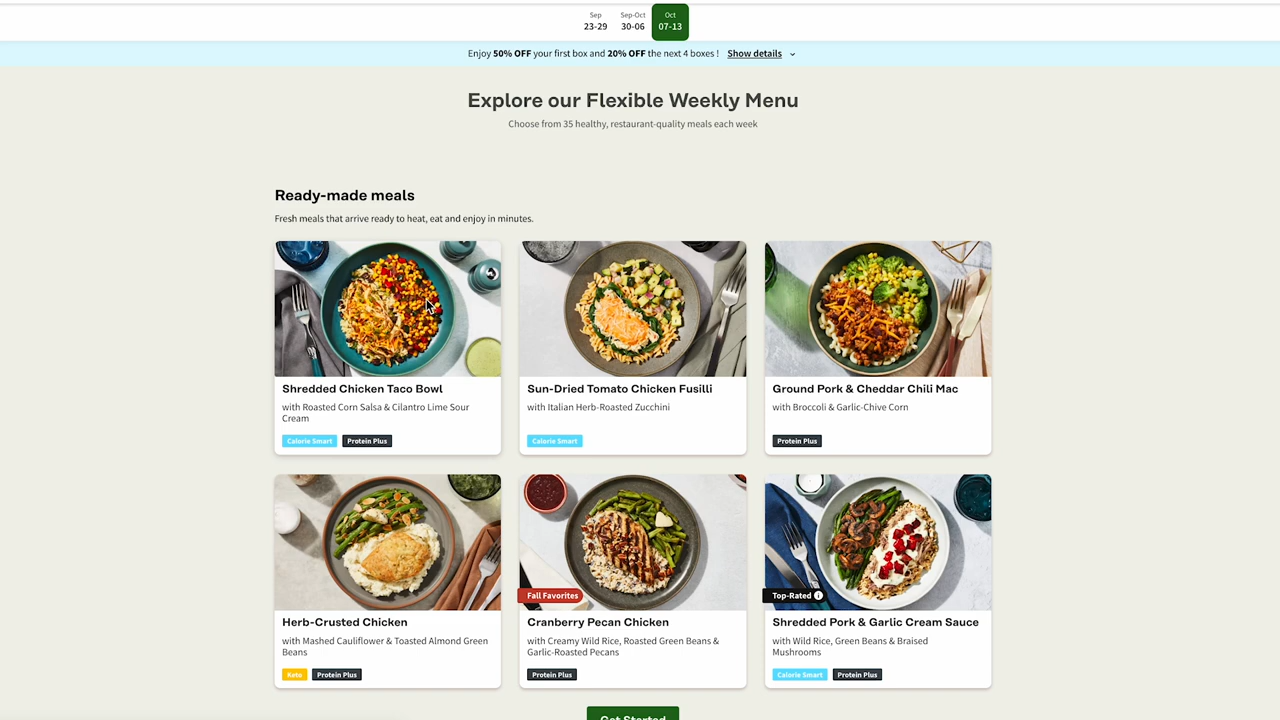 Sep
23-29
Sep-Oct
30-06
Oct
07-13
Enjoy 50% OFF your first box and 20% OFF the next 4 boxes ! Show details
Explore our Flexible Weekly Menu
Choose from 35 healthy, restaurant-quality meals each week
Ready-made meals
Fresh meals that arrive ready to heat, eat and enjoy in minutes.
Shredded Chicken Taco Bowl
with Roasted Corn Salsa & Cilantro Lime Sour
Cream
Calorie Smart
Protein Plus
Sun-Dried Tomato Chicken Fusilli
with Italian Herb-Roasted Zucchini
Calorie Smart
Ground Pork & Cheddar Chili Mac
with Broccoli & Garlic-Chive Corn
Protein Plus
Herb-Crusted Chicken
with Mashed Cauliflower & Toasted Almond Green
Beans
Keto
Protein Plus
Fall Favorites
Cranberry Pecan Chicken
with Creamy Wild Rice, Roasted Green Beans &
Garlic-Roasted Pecans
Protein Plus
Top-Rated
Shredded Pork & Garlic Cream Sauce
with Wild Rice, Green Beans & Braised
Mushrooms
Calorie Smart
Protein Plus
Get Started